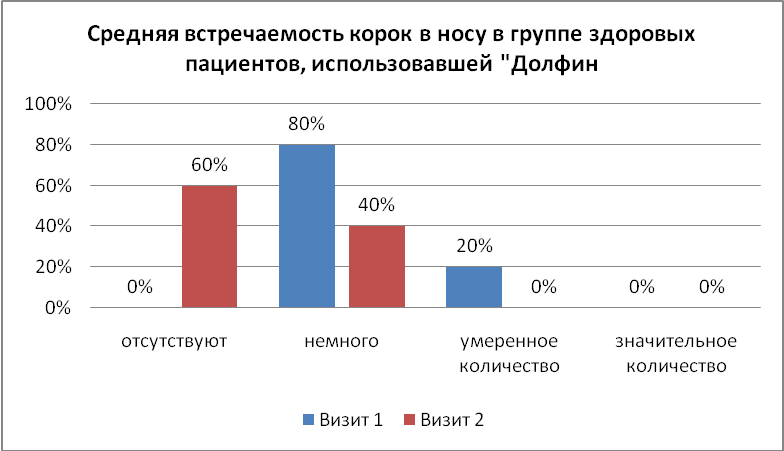 Средняя встречаемость корок в носу в группе здоровых
пациентов, использовавшей "Долфин
100%
80%
60%
40%
20%
0%
0%
60%
80%
40%
20%
0%
0%
0%
отсутствуют
немного
умеренное
количество
значительное
количество
Визит 1
Визит 2